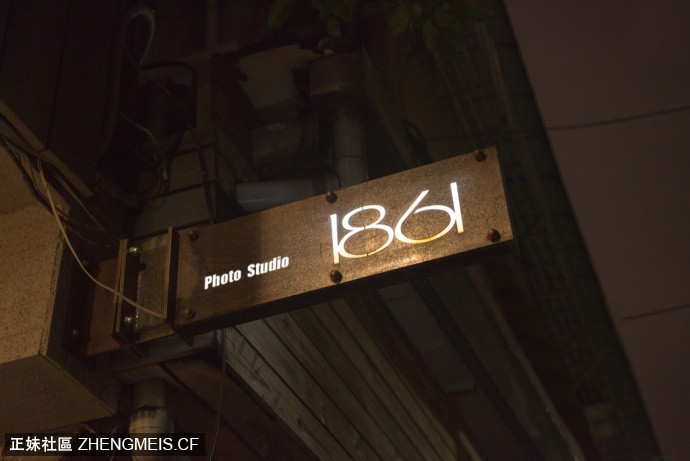 Photo Studio 1861
正妹社區 ZHENGMEIS.CF